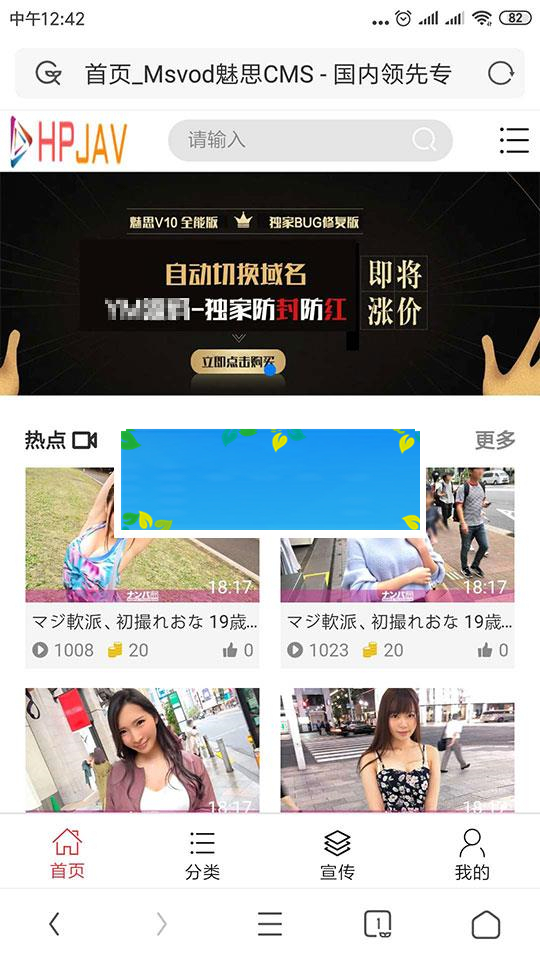 中午12:42
82
首页_Msvod魅思CMS - 国内领先专
HPJAV
请输入
魅思V10 全能版
独家BUG修复版
自动切换域名
即将
-独家防封防红
涨价
立即点击购买
热点
更多
18:17
18:17
ナンパ
マジ軟派、初撮れおな 19歳...
マジ軟派、初撮れおな 19歳...
1008
20
0
1023
20
0
18:17
首页
分类
宣传
我的
1